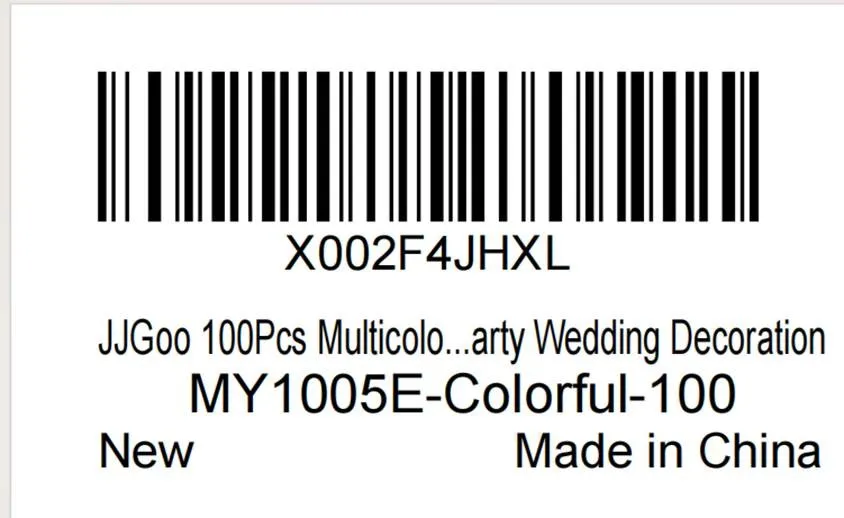 X002F4JHXL
JJGoo 100Pcs Multicolo...arty Wedding Decoration
MY1005E-Colorful-100
New Made in China